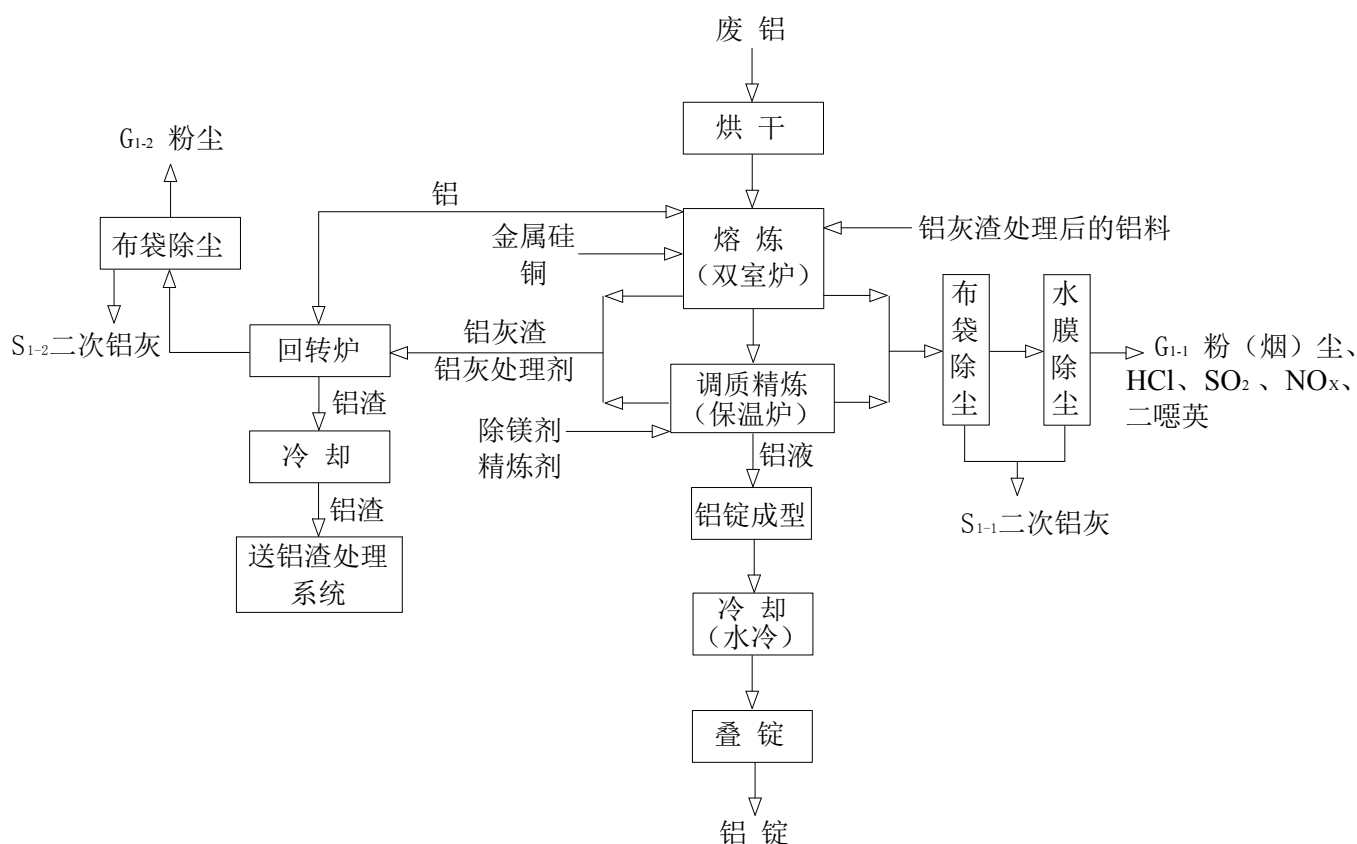 废 铝
烘 干
G1-2 粉尘
铝
布袋除尘
金属硅
铜
熔 炼
（双室炉）
铝灰渣处理后的铝料
布袋除尘
水膜除尘
S1-2二次铝灰
回转炉
铝灰渣
铝灰处理剂
调质精炼
（保温炉）
G1-1 粉（烟）尘、
HCl、SO2 、NOX、
二噁英
铝渣
除镁剂
精炼剂
铝液
冷 却
铝渣
铝锭成型
S1-1二次铝灰
送铝渣处理
系统
冷 却
（水冷）
叠 锭
铝 锭